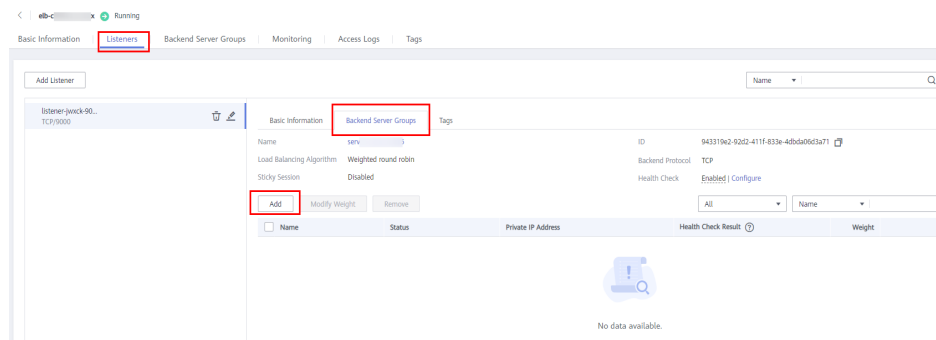 elb-c x Running
Basic Information Listeners Backend Server Groups Monitoring Access Logs Tags
Add Listener Name
listener-jwxck-90...
TCP/9000
Basic Information Backend Server Groups Tags
Name serv ID 943319e2-92d2-411f-833e-4dbda06d3a71
Load Balancing Algorithm Weighted round robin Backend Protocol TCP
Sticky Session Disabled Health Check Enabled | Configure
Add Modify Weight Remove All Name
Name Status Private IP Address Health Check Result ? Weight
No data available.